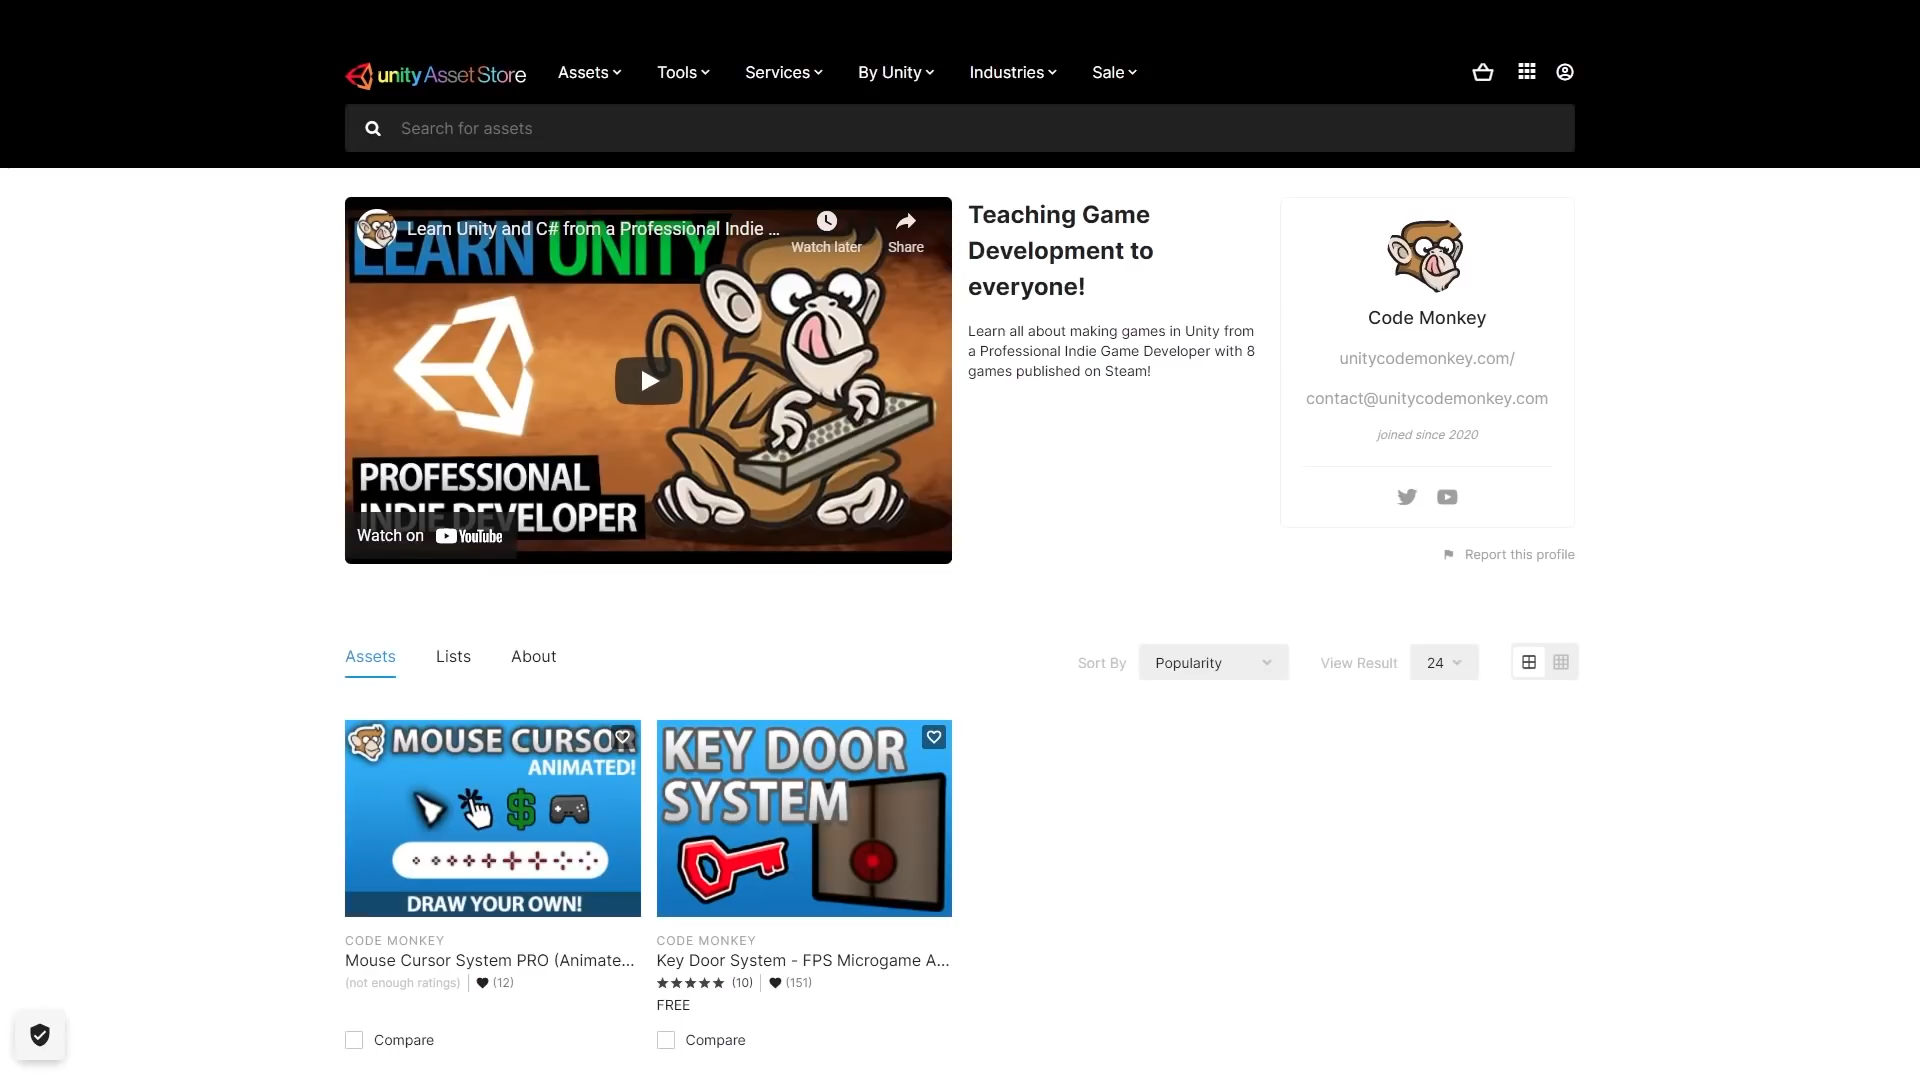 unity Asset Store
Assets Tools Services By Unity Industries Sale
Search for assets
LEARN UNITY
Learn Unity and C# from a Professional Indie ...
Watch later
Share
PROFESSIONAL
INDIE DEVELOPER
Watch on YouTube
Teaching Game
Development to
everyone!
Learn all about making games in Unity from
a Professional Indie Game Developer with 8
games published on Steam!
Code Monkey
unitycodemonkey.com/
contact@unitycodemonkey.com
joined since 2020
Report this profile
Assets Lists About
Sort By Popularity View Result 24
MOUSE CURSOR
ANIMATED!
$
DRAW YOUR OWN!
CODE MONKEY
Mouse Cursor System PRO (Animate...
(not enough ratings) (12)
Compare
KEY DOOR
SYSTEM
CODE MONKEY
Key Door System - FPS Microgame A...
(10) (151)
FREE
Compare